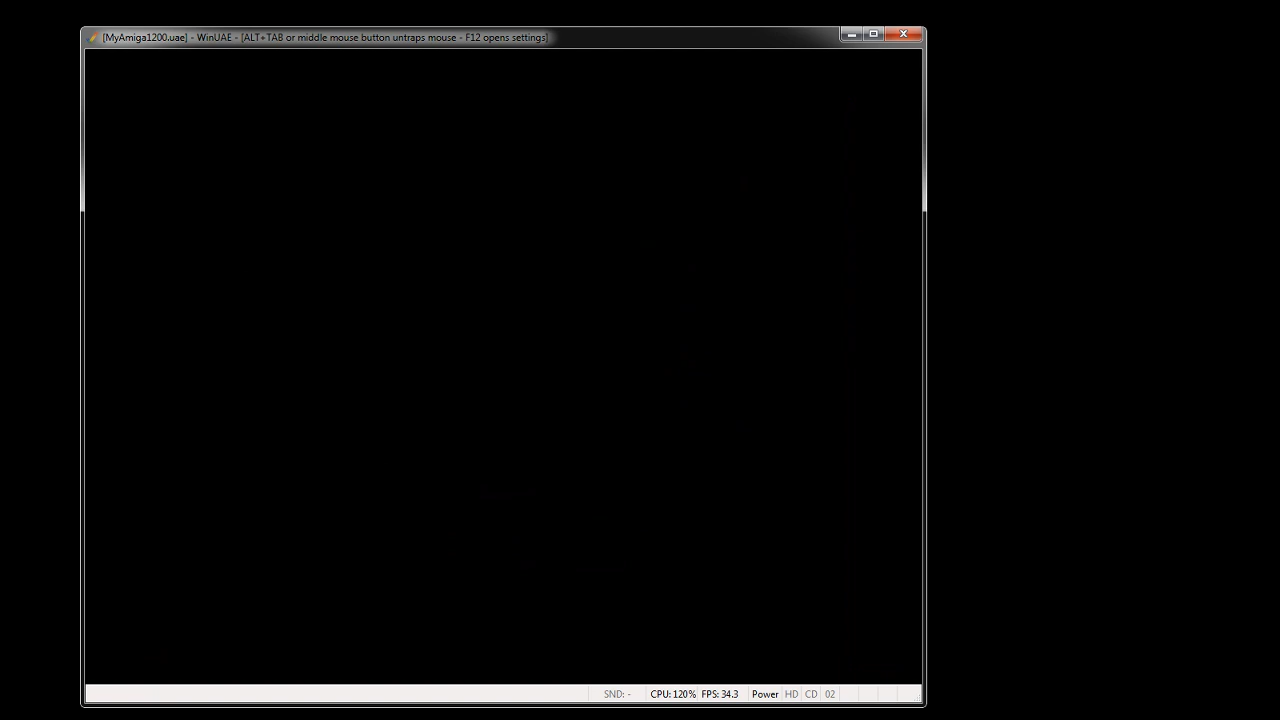 [MyAmiga1200.uae] - WinUAE - [ALT+TAB or middle mouse button untraps mouse - F12 opens settings]
SND: - CPU: 120% FPS: 34.3 Power HD CD 02